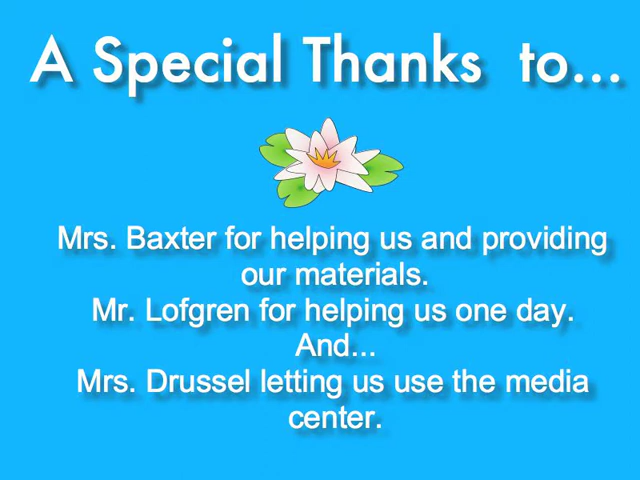 A Special Thanks to...
Mrs. Baxter for helping us and providing
our materials.
Mr. Lofgren for helping us one day.
And...
Mrs. Drussel letting us use the media
center.